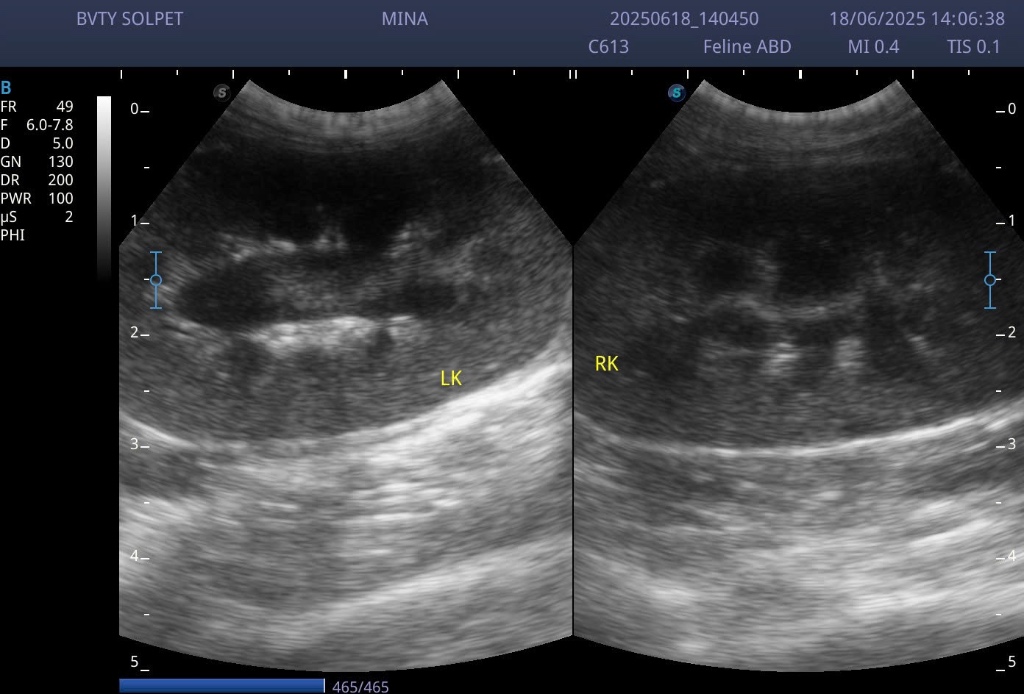 BVTY SOLPET MINA 20250618_140450 18/06/2025 14:06:38
C613 Feline ABD MI 0.4 TIS 0.1
B
FR 49
F 6.0-7.8
D 5.0
GN 130
DR 200
PWR 100
µS 2
PHI
S
S
0
1
2
3
4
5
LK
RK
0
1
2
3
4
5
465/465